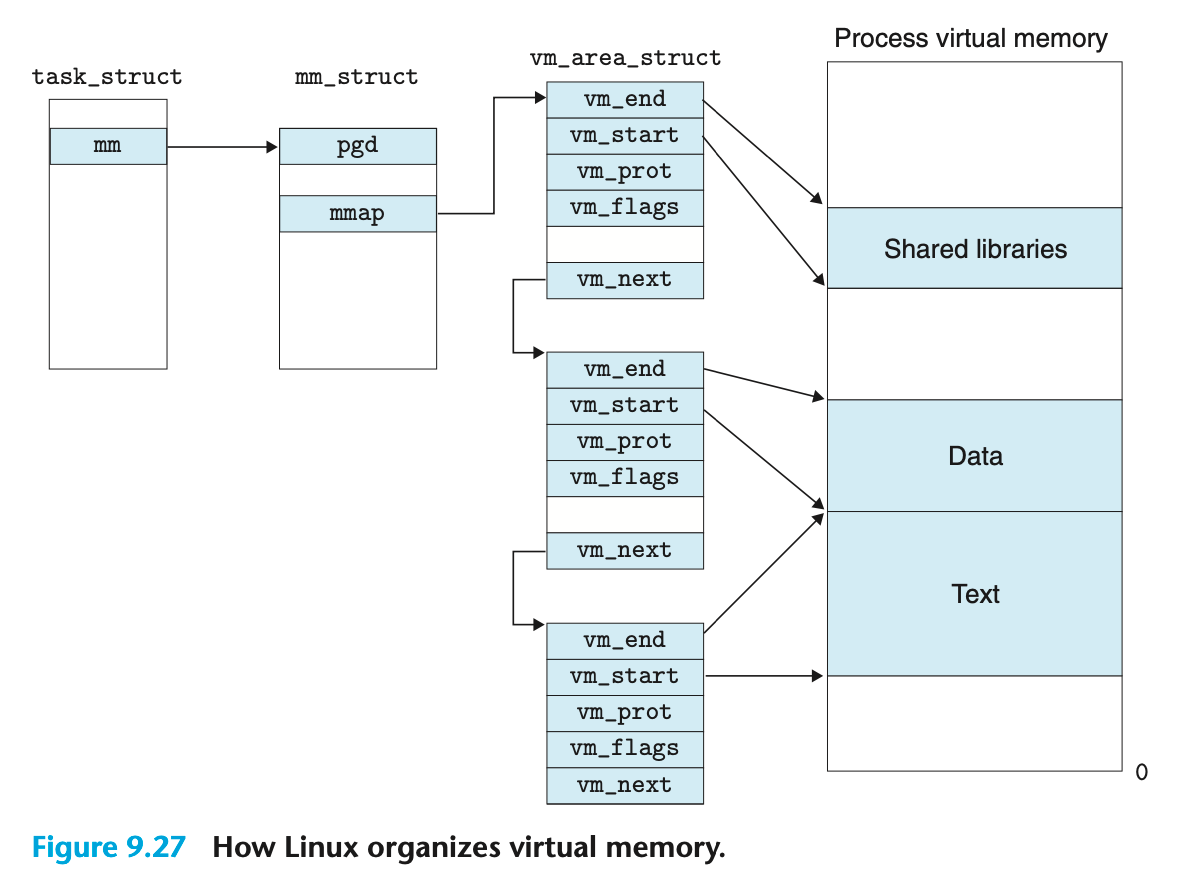 Process virtual memory
task_struct
mm_struct
vm_area_struct
mm
pgd
mmap
vm_end
vm_start
vm_prot
vm_flags
vm_next
vm_end
vm_start
vm_prot
vm_flags
vm_next
vm_end
vm_start
vm_prot
vm_flags
vm_next
Shared libraries
Data
Text
0
Figure 9.27 How Linux organizes virtual memory.